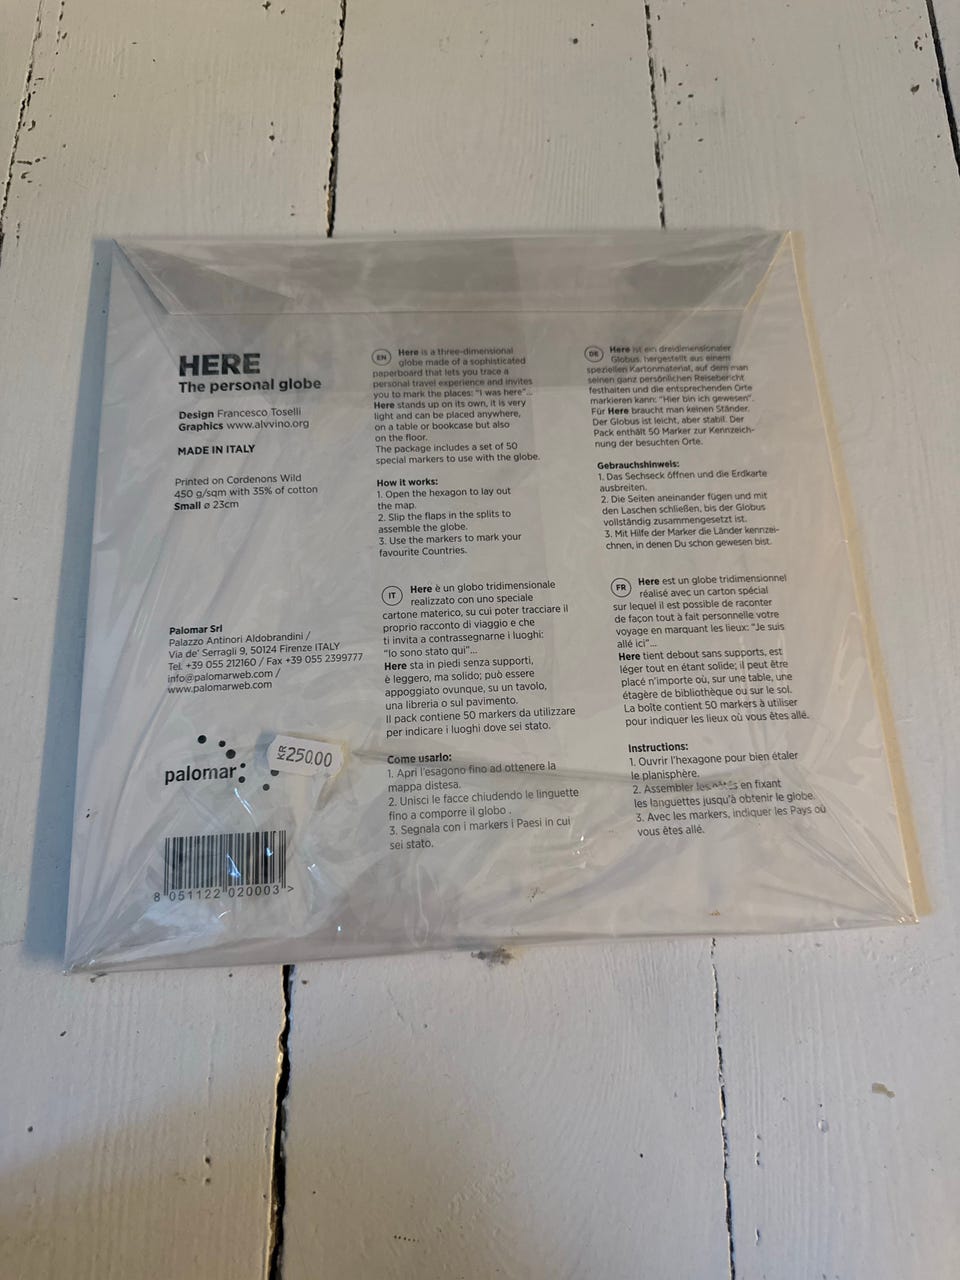 HERE
The personal globe
Design Francesco Toselli
Graphics www.alvvino.org
MADE IN ITALY
Printed on Cordenons Wild
450 g/sqm with 35% of cotton
Small ø 23cm
Palomar Srl
Palazzo Antinori Aldobrandini /
Via de' Serragli 9, 50124 Firenze ITALY
Tel. +39 055 212160 / Fax +39 055 2399777
info@palomarweb.com /
www.palomarweb.com
palomar
KR 250.00
8 051122 020003 >
EN
Here is a three-dimensional
globe made of a sophisticated
paperboard that lets you trace a
personal travel experience and invites
you to mark the places: "I was here"...
Here stands up on its own, it is very
light and can be placed anywhere,
on a table or bookcase but also
on the floor.
The package includes a set of 50
special markers to use with the globe.
How it works:
1. Open the hexagon to lay out
the map.
2. Slip the flaps in the splits to
assemble the globe.
3. Use the markers to mark your
favourite Countries.
IT
Here è un globo tridimensionale
realizzato con uno speciale
cartone materico, su cui poter tracciare il
proprio racconto di viaggio e che
ti invita a contrassegnarne i luoghi:
"Io sono stato qui"...
Here sta in piedi senza supporti,
è leggero, ma solido; può essere
appoggiato ovunque, su un tavolo,
una libreria o sul pavimento.
Il pack contiene 50 markers da utilizzare
per indicare i luoghi dove sei stato.
Come usarlo:
1. Apri l'esagono fino ad ottenere la
mappa distesa.
2. Unisci le facce chiudendo le linguette
fino a comporre il globo .
3. Segnala con i markers i Paesi in cui
sei stato.
DE
Here ist ein dreidimensionaler
Globus, hergestellt aus einem
speziellen Kartonmaterial, auf dem man
seinen ganz persönlichen Reisebericht
festhalten und die entsprechenden Orte
markieren kann: "Hier bin ich gewesen".
Für Here braucht man keinen Ständer.
Der Globus ist leicht, aber stabil. Der
Pack enthält 50 Marker zur Kennzeich-
nung der besuchten Orte.
Gebrauchshinweis:
1. Das Sechseck öffnen und die Erdkarte
ausbreiten.
2. Die Seiten aneinander fügen und mit
den Laschen schließen, bis der Globus
vollständig zusammengesetzt ist.
3. Mit Hilfe der Marker die Länder kennzei-
chnen, in denen Du schon gewesen bist.
FR
Here est un globe tridimensionnel
réalisé avec un carton spécial
sur lequel il est possible de raconter
de façon tout à fait personnelle votre
voyage en marquant les lieux: "Je suis
allé ici"...
Here tient debout sans supports, est
léger tout en étant solide; il peut être
placé n'importe où, sur une table, une
étagère de bibliothèque ou sur le sol.
La boîte contient 50 markers à utiliser
pour indiquer les lieux où vous êtes allé.
Instructions:
1. Ouvrir l'hexagone pour bien étaler
le planisphère.
2. Assembler les côtés en fixant
les languettes jusqu'à obtenir le globe.
3. Avec les markers, indiquer les Pays où
vous êtes allé.